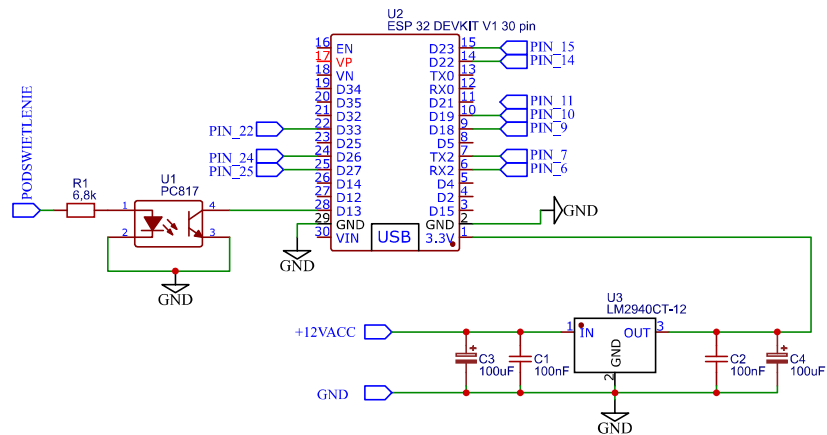 U2
ESP 32 DEVKIT V1 30 pin
16 EN D23 15 PIN_15
17 VP D22 14 PIN_14
18 VN TX0 13
19 D34 RX0 12
20 D35 D21 11 PIN_11
21 D32 D19 10 PIN_10
PIN_22 22 D33 D18 9 PIN_9
23 D25 D5 8
PIN_24 24 D26 TX2 7 PIN_7
PIN_25 25 D27 RX2 6 PIN_6
26 D14 D4 5
27 D12 D2 4
28 D13 D15 3
29 GND GND 2 GND
30 VIN USB 3.3V 1
GND
PODSWIETLENIE
R1
6,8k
U1
PC817
1 4
2 3
GND
U3
LM2940CT-12
+12VACC 1 IN OUT 3
GND
2
C3
100uF
C1
100nF
C2
100nF
C4
100uF
GND
GND